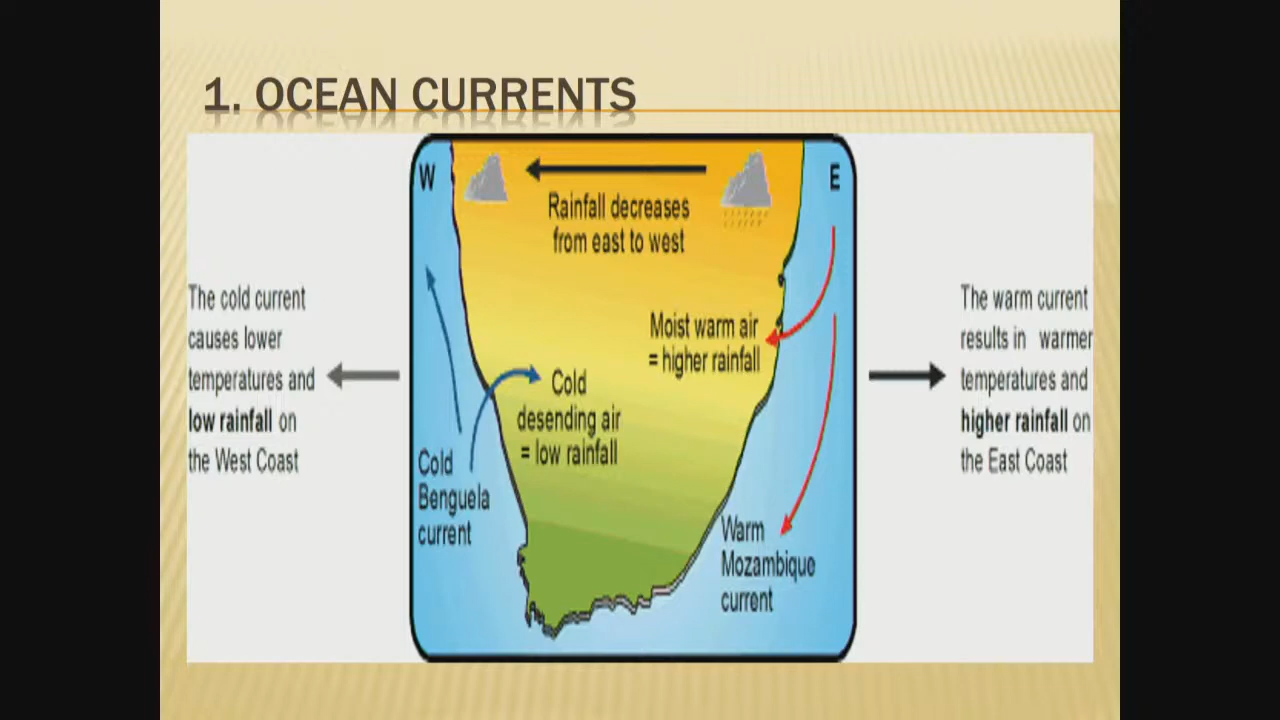 1. OCEAN CURRENTS
W
E
Rainfall decreases
from east to west
The cold current
causes lower
temperatures and
low rainfall on
the West Coast
Moist warm air
= higher rainfall
Cold
desending air
= low rainfall
Cold
Benguela
current
Warm
Mozambique
current
The warm current
results in warmer
temperatures and
higher rainfall on
the East Coast